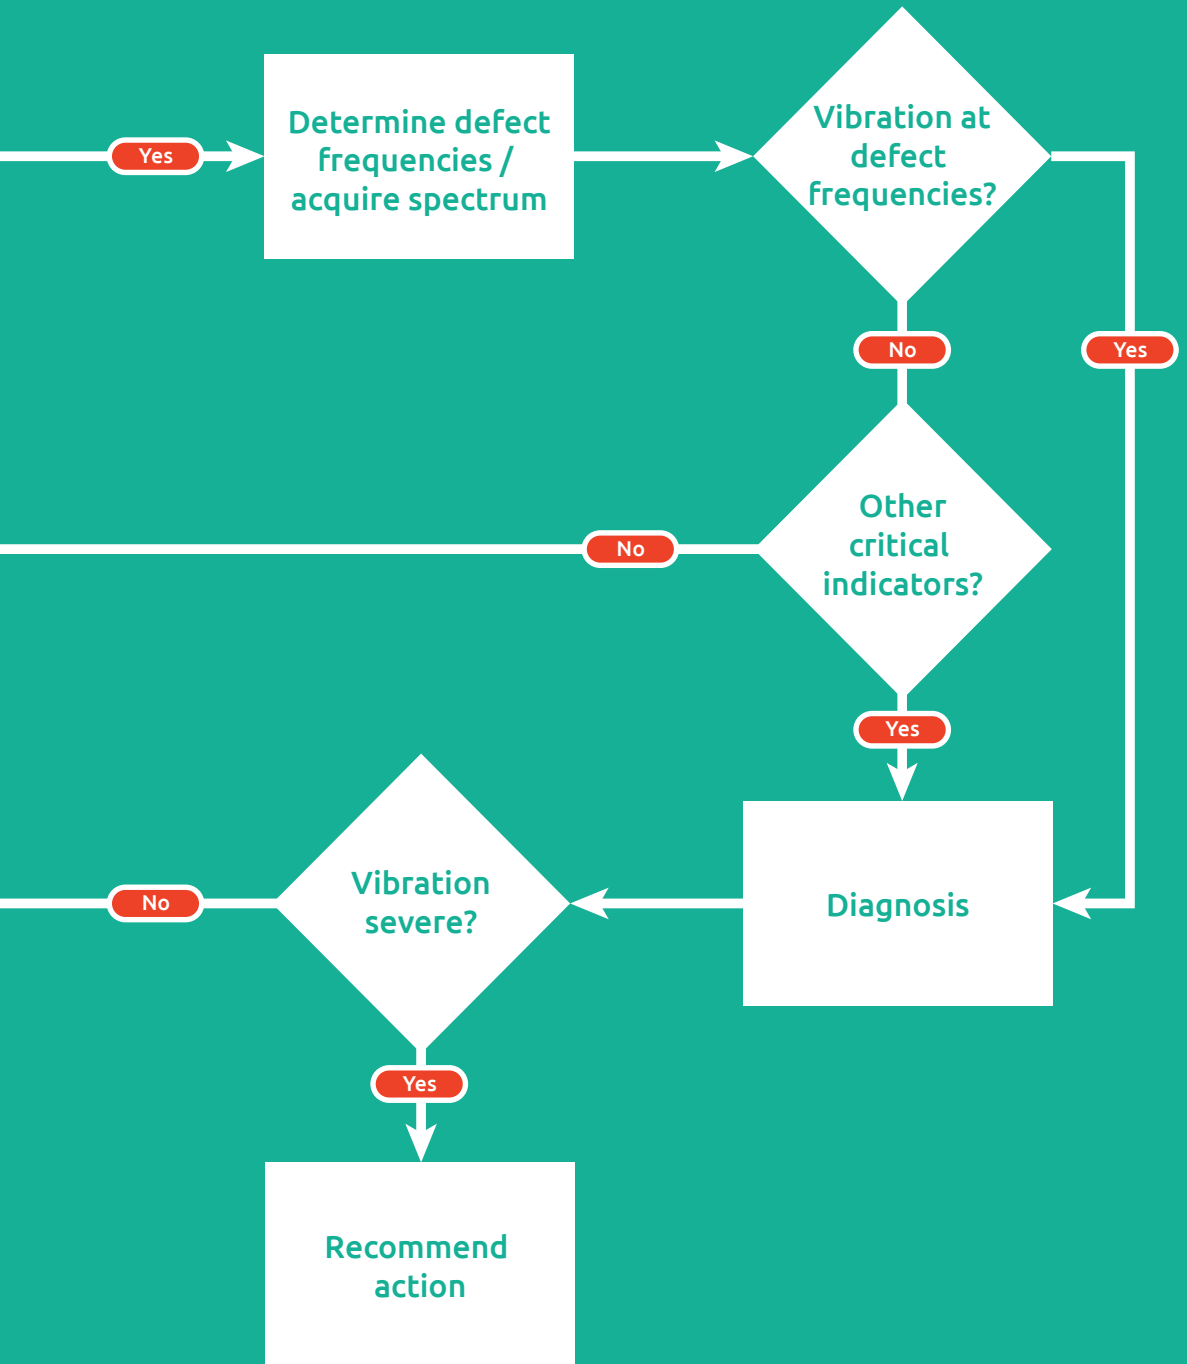 Yes
Determine defect
frequencies /
acquire spectrum
Vibration at
defect
frequencies?
No
Yes
Other
critical
indicators?
No
Yes
Vibration
severe?
No
Diagnosis
Yes
Recommend
action